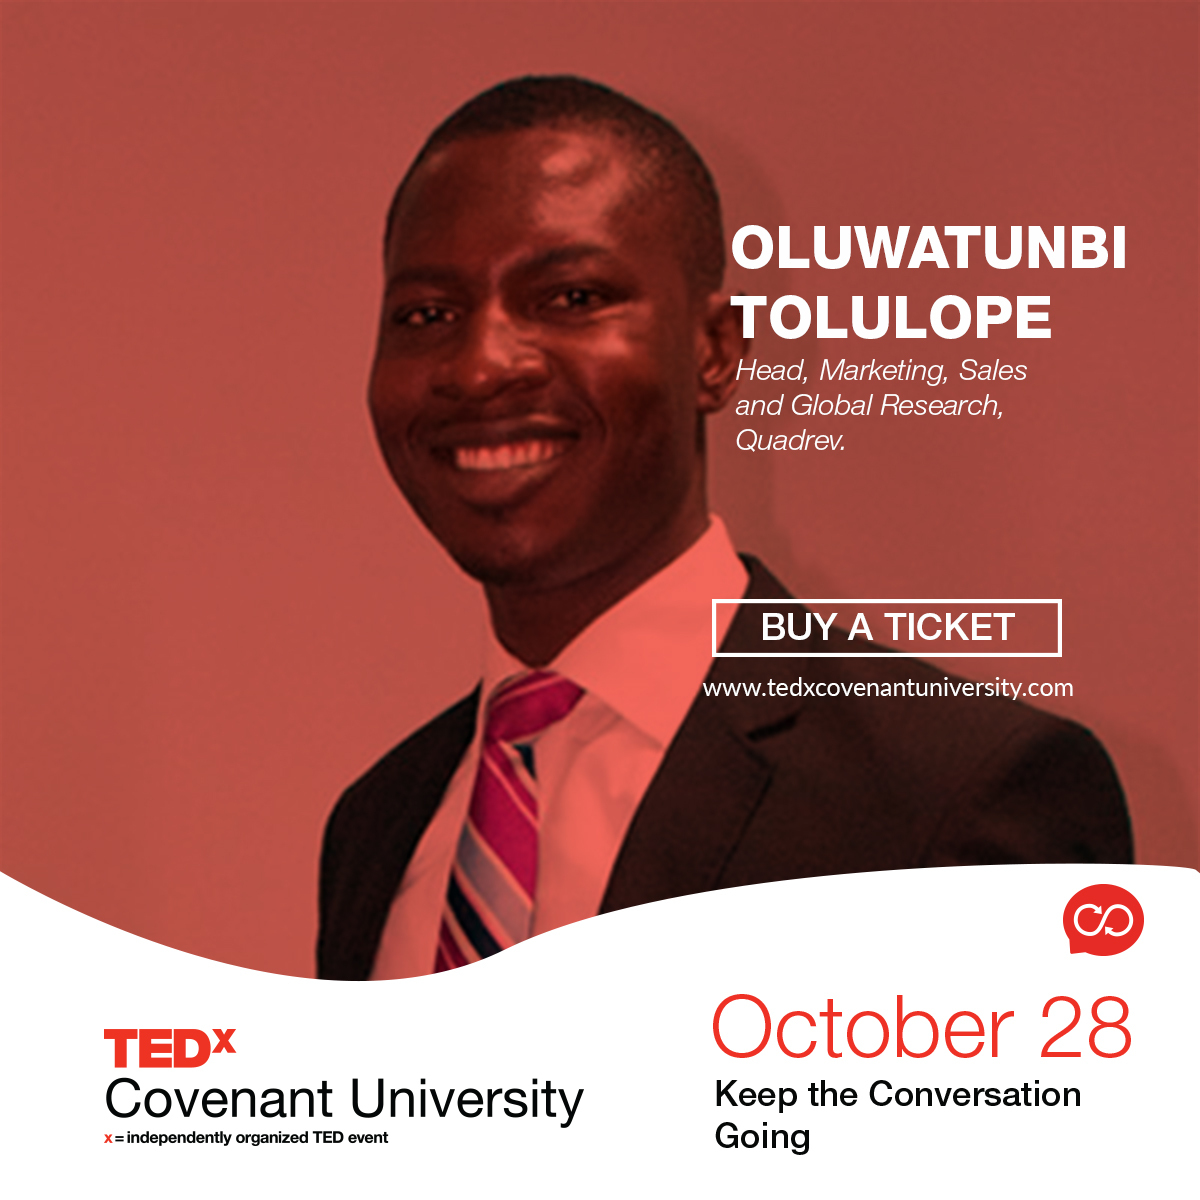 OLUWATUNBI
TOLULOPE
Head, Marketing, Sales
and Global Research,
Quadrev.
BUY A TICKET
www.tedxcovenantuniversity.com
TEDx
Covenant University
x = independently organized TED event
October 28
Keep the Conversation
Going